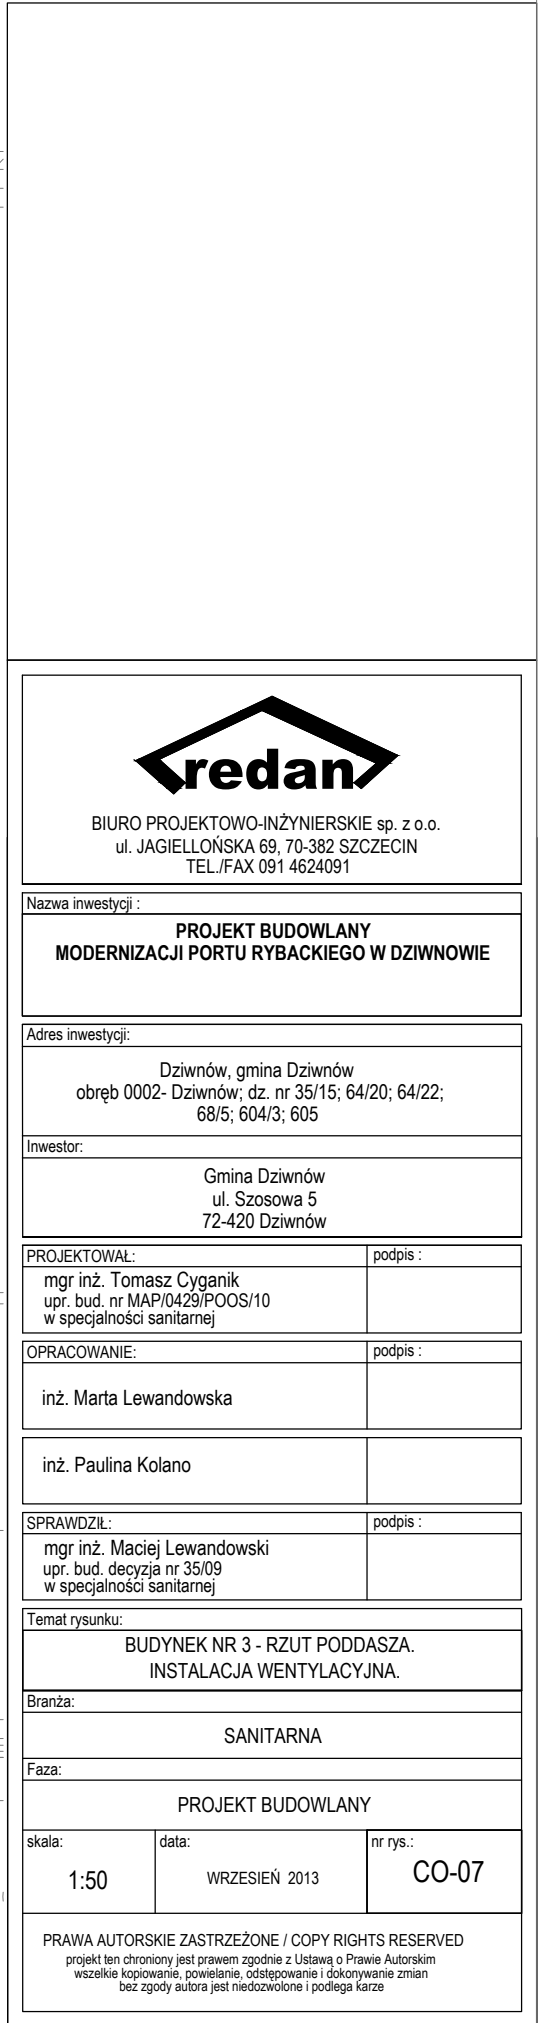 redan
BIURO PROJEKTOWO-INŻYNIERSKIE sp. z o.o.
ul. JAGIELLOŃSKA 69, 70-382 SZCZECIN
TEL./FAX 091 4624091
Nazwa inwestycji :
PROJEKT BUDOWLANY
MODERNIZACJI PORTU RYBACKIEGO W DZIWNOWIE
Adres inwestycji:
Dziwnów, gmina Dziwnów
obręb 0002- Dziwnów; dz. nr 35/15; 64/20; 64/22;
68/5; 604/3; 605
Inwestor:
Gmina Dziwnów
ul. Szosowa 5
72-420 Dziwnów
PROJEKTOWAŁ: podpis :
mgr inż. Tomasz Cyganik
upr. bud. nr MAP/0429/POOS/10
w specjalności sanitarnej
OPRACOWANIE: podpis :
inż. Marta Lewandowska
inż. Paulina Kolano
SPRAWDZIŁ: podpis :
mgr inż. Maciej Lewandowski
upr. bud. decyzja nr 35/09
w specjalności sanitarnej
Temat rysunku:
BUDYNEK NR 3 - RZUT PODDASZA.
INSTALACJA WENTYLACYJNA.
Branża:
SANITARNA
Faza:
PROJEKT BUDOWLANY
skala: data: nr rys.:
1:50 WRZESIEŃ 2013 CO-07
PRAWA AUTORSKIE ZASTRZEŻONE / COPY RIGHTS RESERVED
projekt ten chroniony jest prawem zgodnie z Ustawą o Prawie Autorskim
wszelkie kopiowanie, powielanie, odstępowanie i dokonywanie zmian
bez zgody autora jest niedozwolone i podlega karze